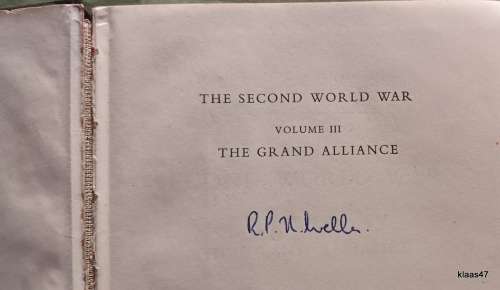 THE SECOND WORLD WAR
VOLUME III
THE GRAND ALLIANCE
R.P.
klaas47